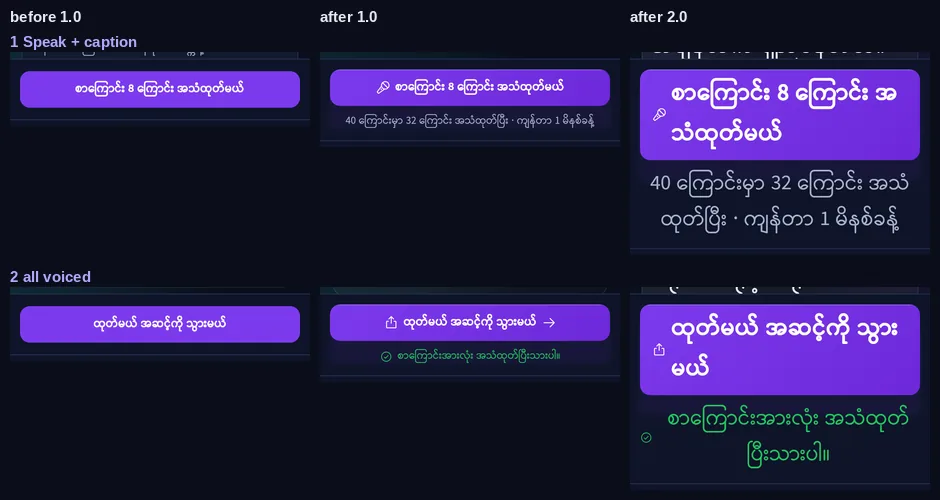 before 1.0
after 1.0
after 2.0
1 Speak + caption
စာကြောင်း 8 ကြောင်း အသံထုတ်မယ်
စာကြောင်း 8 ကြောင်း အသံထုတ်မယ်
40 ကြောင်းမှာ 32 ကြောင်း အသံထုတ်ပြီး · ကျန်တာ 1 မိနစ်ခန့်
စာကြောင်း 8 ကြောင်း အ
သံထုတ်မယ်
40 ကြောင်းမှာ 32 ကြောင်း အသံ
ထုတ်ပြီး · ကျန်တာ 1 မိနစ်ခန့်
2 all voiced
ထုတ်မယ် အဆင့်ကို သွားမယ်
ထုတ်မယ် အဆင့်ကို သွားမယ် →
စာကြောင်းအားလုံး အသံထုတ်ပြီးသားပါ။
ထုတ်မယ် အဆင့်ကို သွား
မယ်
စာကြောင်းအားလုံး အသံထုတ်
ပြီးသားပါ။